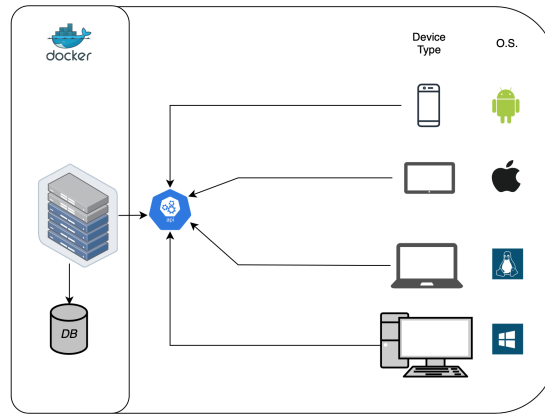 docker
Device
Type
O.S.
api
DB